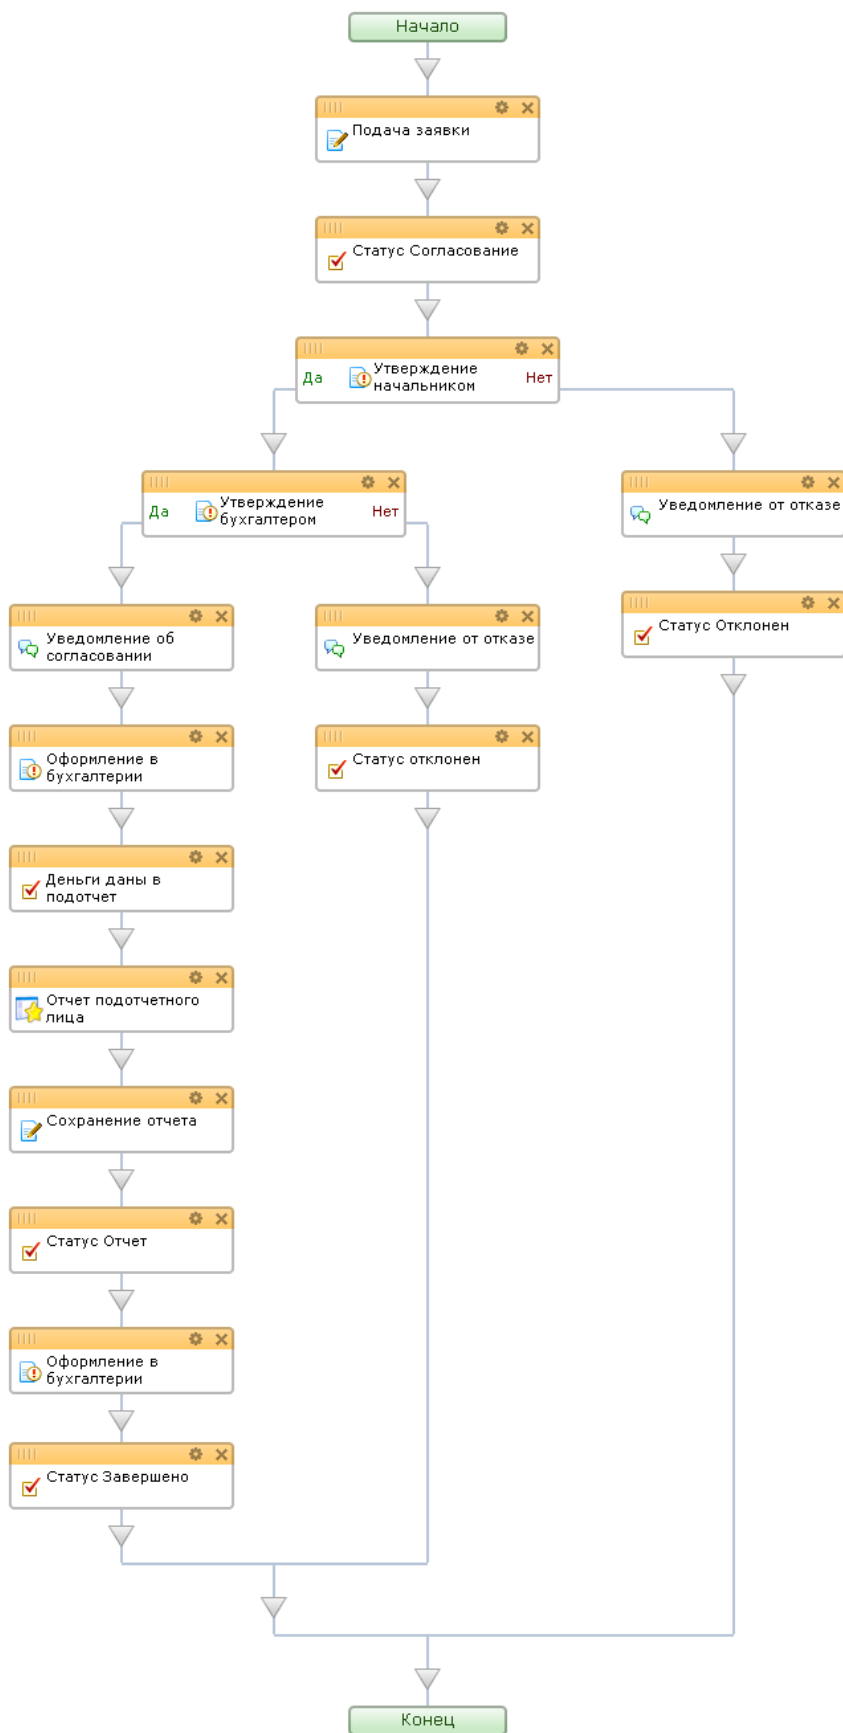 Начало
Подача заявки
Статус Согласование
Утверждение
начальником
Да
Нет
Утверждение
бухгалтером
Да
Нет
Уведомление от отказе
Статус Отклонен
Уведомление об
согласовании
Уведомление от отказе
Оформление в
бухгалтерии
Статус отклонен
Деньги даны в
подотчет
Отчет подотчетного
лица
Сохранение отчета
Статус Отчет
Оформление в
бухгалтерии
Статус Завершено
Конец